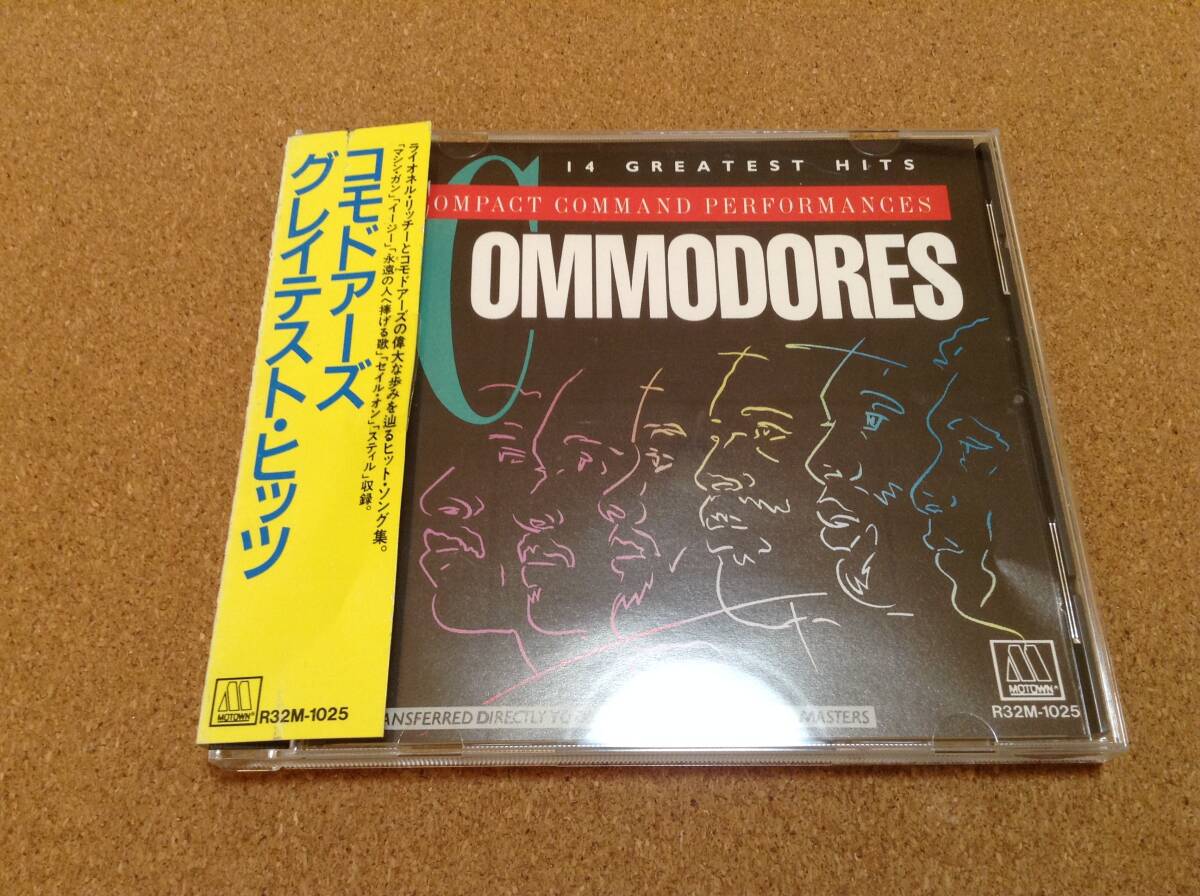 コモドアーズ
グレイテスト・ヒッツ
ライオネル・リッチーとコモドアーズの偉大な歩みを辿るヒット・ソング集。
「マシン・ガン」「イージー」「永遠の人へ捧げる歌」「セイル・オン」「スティル」収録。
MOTOWN
R32M-1025
14 GREATEST HITS
COMPACT COMMAND PERFORMANCES
COMMODORES
MOTOWN
R32M-1025
ANSFERRED DIRECTLY TO MASTERS